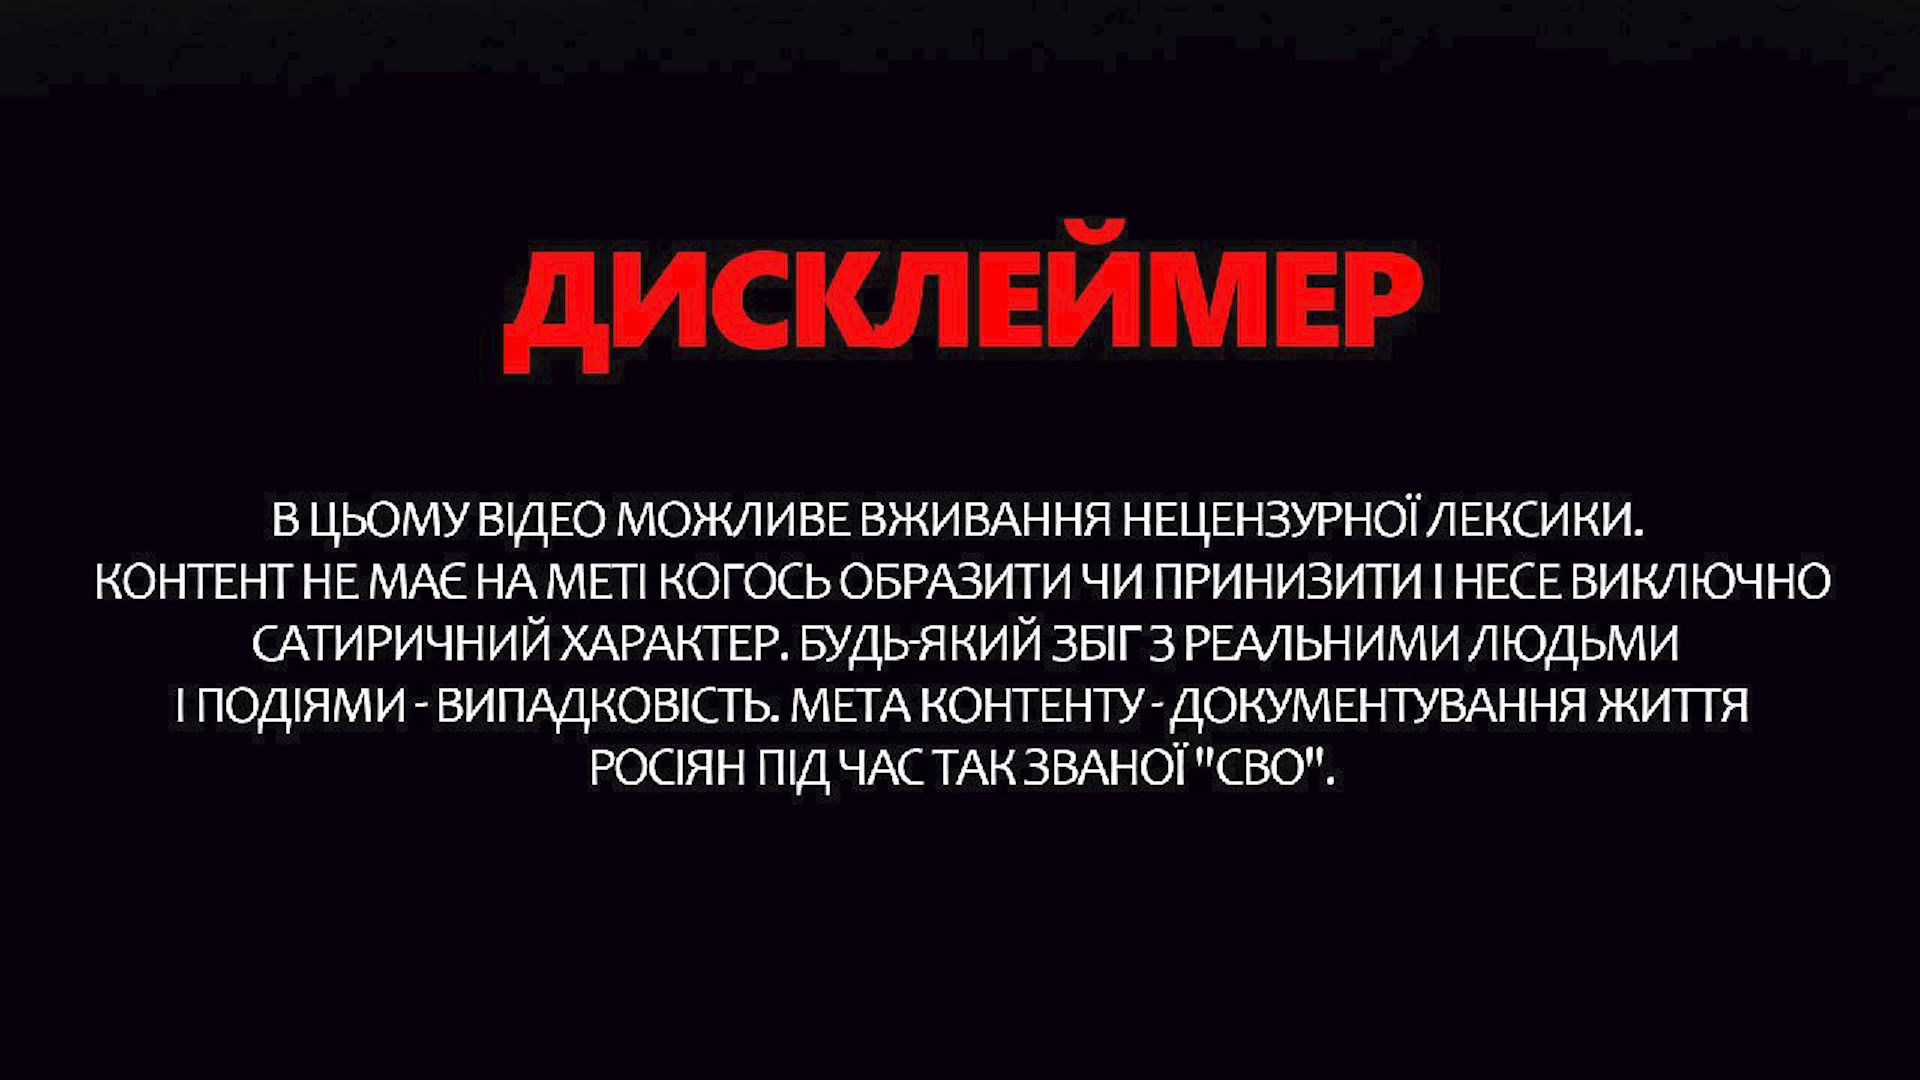 ДИСКЛЕЙМЕР
В ЦЬОМУ ВІДЕО МОЖЛИВЕ ВЖИВАННЯ НЕЦЕНЗУРНОЇ ЛЕКСИКИ.
КОНТЕНТ НЕ МАЄ НА МЕТІ КОГОСЬ ОБРАЗИТИ ЧИ ПРИНИЗИТИ І НЕСЕ ВИКЛЮЧНО
САТИРИЧНИЙ ХАРАКТЕР. БУДЬ-ЯКИЙ ЗБІГ З РЕАЛЬНИМИ ЛЮДЬМИ
І ПОДІЯМИ - ВИПАДКОВІСТЬ. МЕТА КОНТЕНТУ - ДОКУМЕНТУВАННЯ ЖИТТЯ
РОСІЯН ПІД ЧАС ТАК ЗВАНОЇ "СВО".